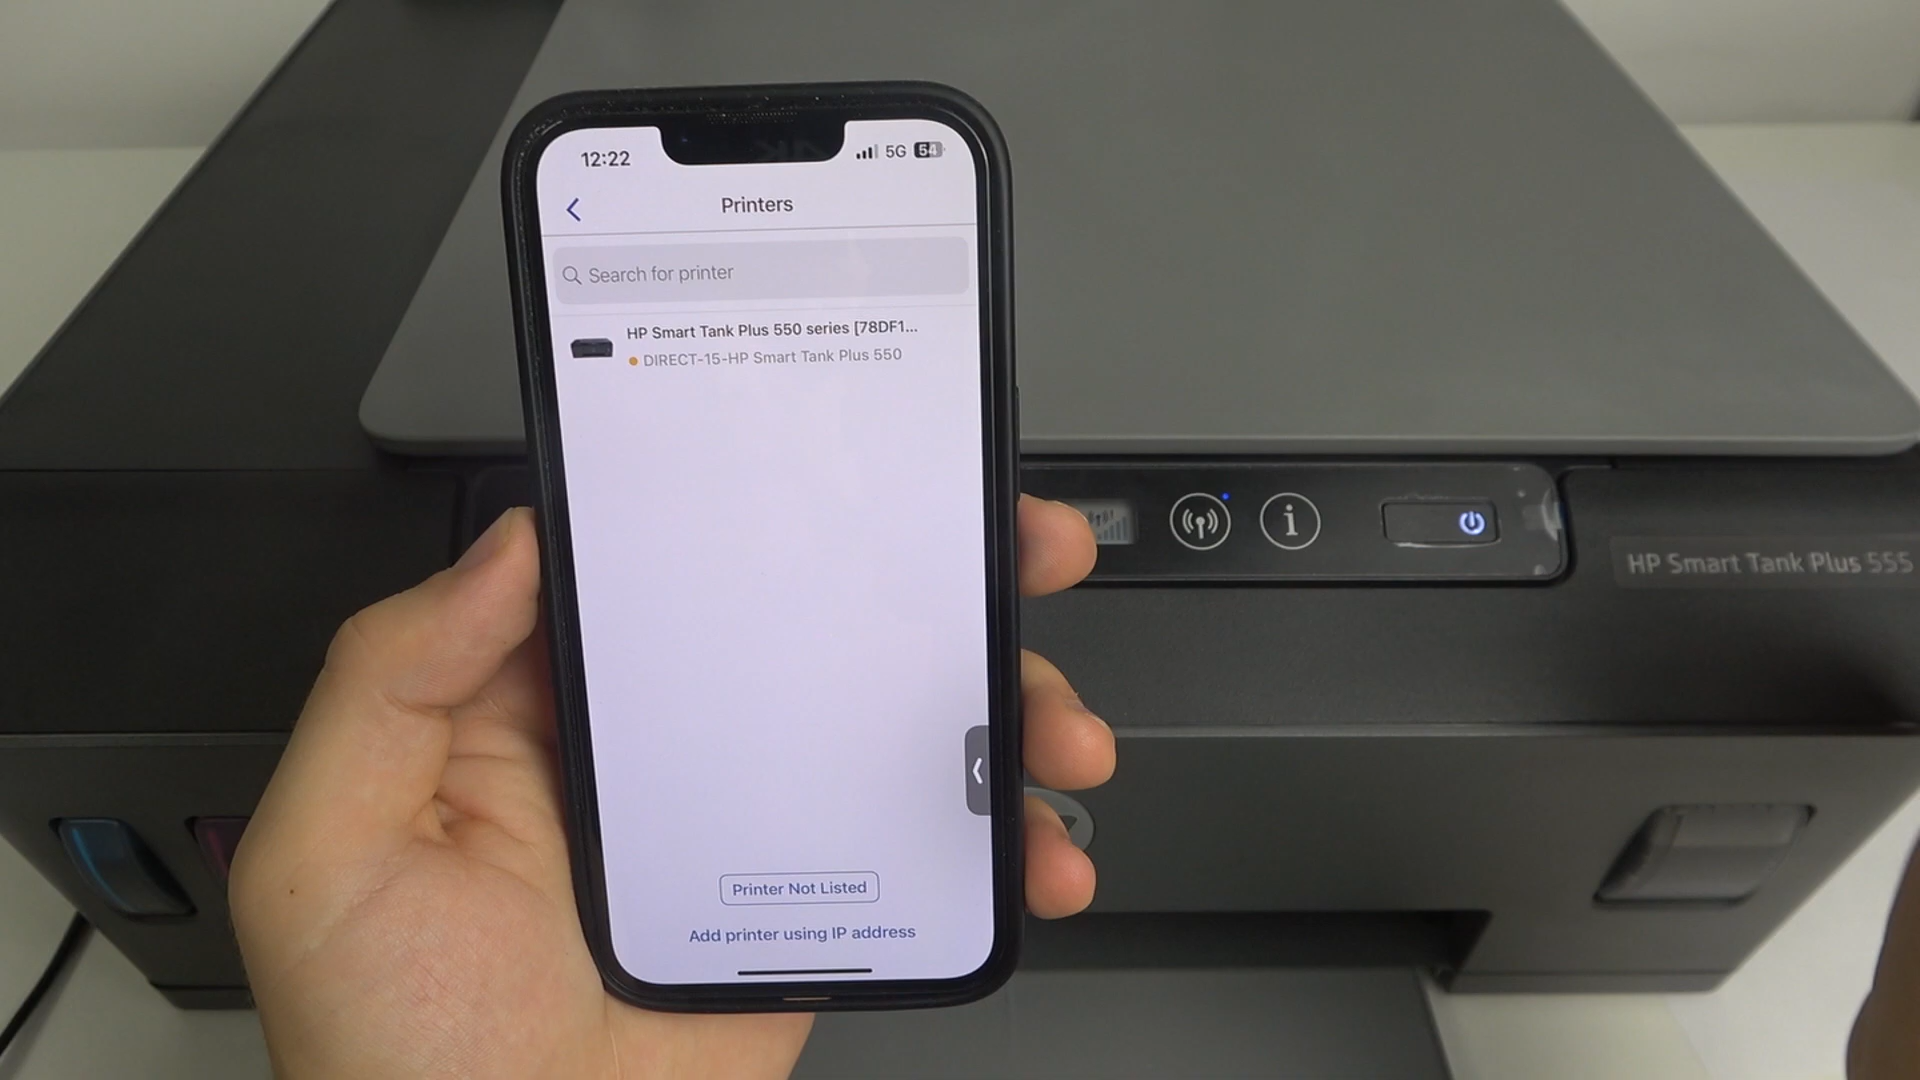 12:22
5G 54
Printers
Search for printer
HP Smart Tank Plus 550 series [78DF1...
DIRECT-15-HP Smart Tank Plus 550
Printer Not Listed
Add printer using IP address
HP Smart Tank Plus 555